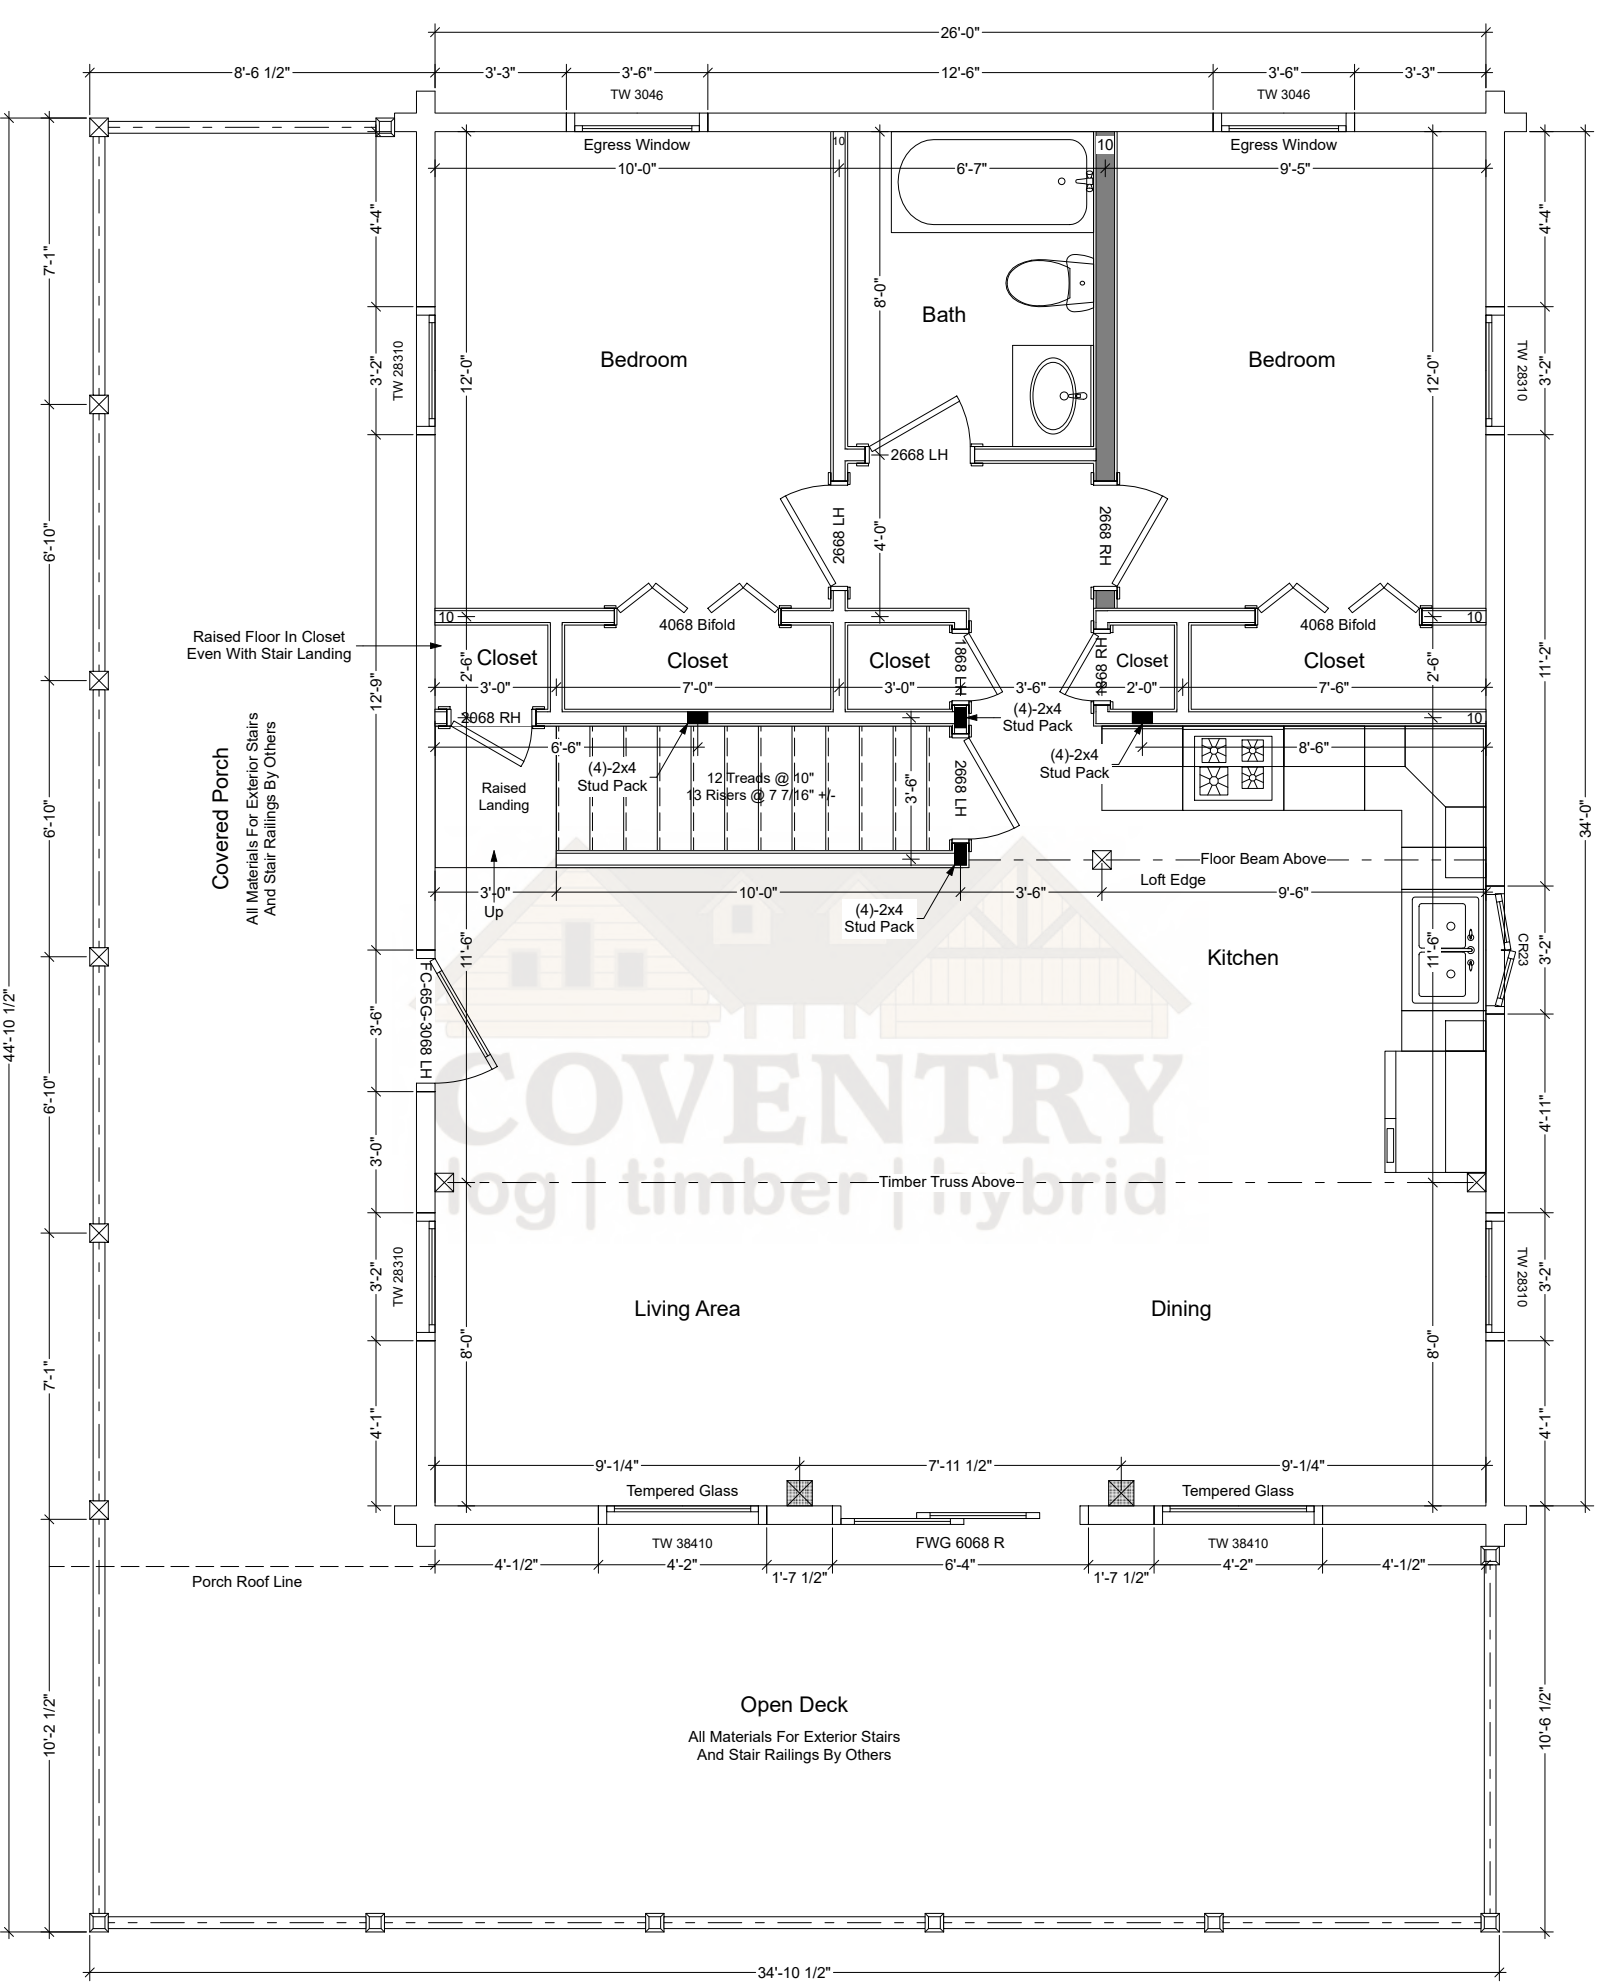 26'-0"
8'-6 1/2"
3'-3"
3'-6"
12'-6"
3'-6"
3'-3"
TW 3046
TW 3046
Egress Window
Egress Window
10
10
10'-0"
6'-7"
9'-5"
4'-4"
4'-4"
7'-1"
8'-0"
Bath
Bedroom
Bedroom
3'-2"
TW 28310
12'-0"
12'-0"
TW 28310
3'-2"
2668 LH
2668 LH
4'-0"
2668 RH
6'-10"
10
4068 Bifold
4068 Bifold
10
Raised Floor In Closet
Even With Stair Landing
Closet
Closet
Closet
Closet
Closet
2'-6"
1868 LH
1868 RH
2'-6"
11'-2"
12'-9"
3'-0"
7'-0"
3'-0"
3'-6"
2'-0"
7'-6"
2068 RH
(4)-2x4
Stud Pack
10
6'-6"
8'-6"
(4)-2x4
Stud Pack
(4)-2x4
Stud Pack
12 Treads @ 10"
13 Risers @ 7 7/16" +/-
Raised
Landing
3'-6"
2668 LH
Covered Porch
All Materials For Exterior Stairs
And Stair Railings By Others
6'-10"
34'-0"
Floor Beam Above
Loft Edge
3'-0"
10'-0"
3'-6"
9'-6"
Up
(4)-2x4
Stud Pack
11'-6"
11'-6"
Kitchen
CR23
3'-2"
44'-10 1/2"
3'-6"
FC-65G-3068 LH
6'-10"
COVENTRY
4'-11"
3'-0"
log | timber | hybrid
Timber Truss Above
3'-2"
TW 28310
TW 28310
3'-2"
Living Area
Dining
8'-0"
8'-0"
7'-1"
4'-1"
4'-1"
9'-1/4"
7'-11 1/2"
9'-1/4"
Tempered Glass
Tempered Glass
TW 38410
FWG 6068 R
TW 38410
4'-1/2"
4'-2"
1'-7 1/2"
6'-4"
1'-7 1/2"
4'-2"
4'-1/2"
Porch Roof Line
10'-2 1/2"
10'-6 1/2"
Open Deck
All Materials For Exterior Stairs
And Stair Railings By Others
34'-10 1/2"